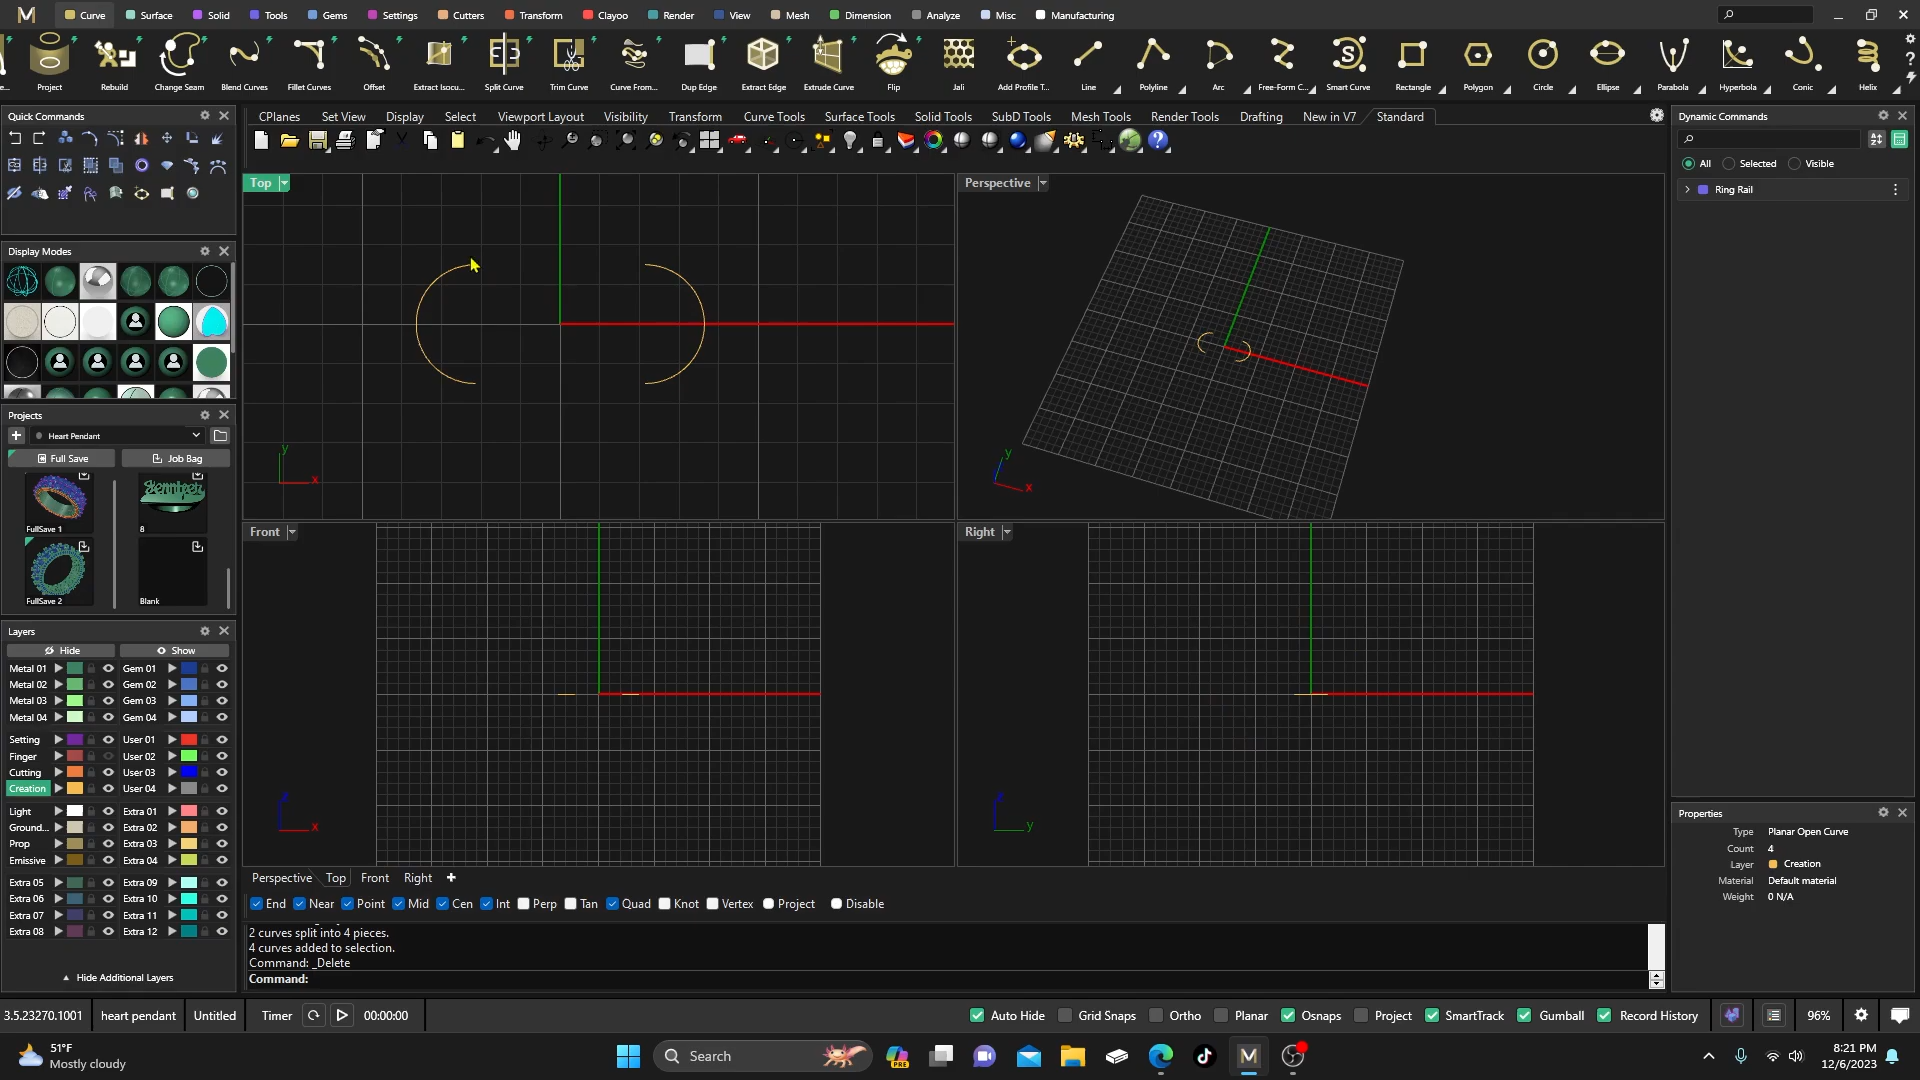 Curve
Surface
Solid
Tools
Gems
Settings
Cutters
Transform
Clayoo
Render
View
Mesh
Dimension
Analyze
Misc
Manufacturing
Project
Rebuild
Change Seam
Blend Curves
Fillet Curves
Offset
Extract Isocu...
Split Curve
Trim Curve
Curve From...
Dup Edge
Extract Edge
Extrude Curve
Flip
Jali
Add Profile T...
Line
Polyline
Arc
Free-Form C...
Smart Curve
Rectangle
Polygon
Circle
Ellipse
Parabola
Hyperbola
Conic
Helix
Quick Commands
CPlanes
Set View
Display
Select
Viewport Layout
Visibility
Transform
Curve Tools
Surface Tools
Solid Tools
SubD Tools
Mesh Tools
Render Tools
Drafting
New in V7
Standard
Dynamic Commands
All
Selected
Visible
Ring Rail
Top
Perspective
Display Modes
Projects
Heart Pendant
Full Save
Job Bag
FullSave 1
8
FullSave 2
Blank
y
x
y
x
Front
Right
z
x
z
y
Layers
Hide
Show
Metal 01
Gem 01
Metal 02
Gem 02
Metal 03
Gem 03
Metal 04
Gem 04
Setting
User 01
Finger
User 02
Cutting
User 03
Creation
User 04
Light
Extra 01
Ground...
Extra 02
Prop
Extra 03
Emissive
Extra 04
Extra 05
Extra 09
Extra 06
Extra 10
Extra 07
Extra 11
Extra 08
Extra 12
Hide Additional Layers
Properties
Type Planar Open Curve
Count 4
Layer Creation
Material Default material
Weight 0 N/A
Perspective
Top
Front
Right
End
Near
Point
Mid
Cen
Int
Perp
Tan
Quad
Knot
Vertex
Project
Disable
2 curves split into 4 pieces.
4 curves added to selection.
Command: _Delete
Command:
3.5.23270.1001
heart pendant
Untitled
Timer
00:00:00
Auto Hide
Grid Snaps
Ortho
Planar
Osnaps
Project
SmartTrack
Gumball
Record History
96%
51°F
Mostly cloudy
Search
PRE
8:21 PM
12/6/2023